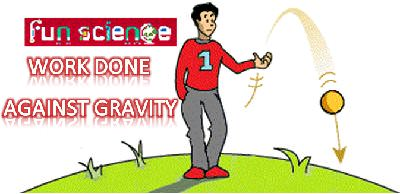 fun science
WORK DONE
AGAINST GRAVITY
1